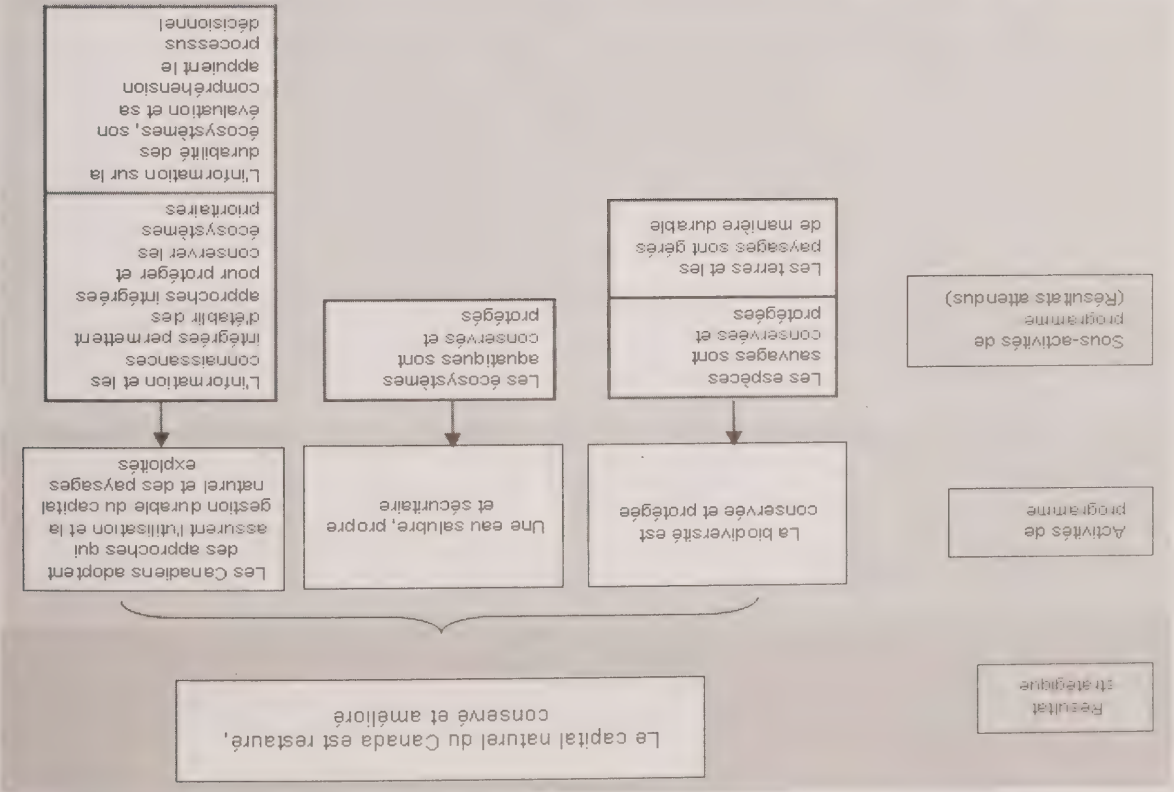 Résultat
stratégique
Le capital naturel du Canada est restauré,
conservé et amélioré
Activités de
programme
La biodiversité est
conservée et protégée
Une eau salubre, propre
et sécuritaire
Les Canadiens adoptent
des approches qui
assurent l'utilisation et la
gestion durable du capital
naturel et des paysages
exploités
Sous-activités de
programme
(Résultats attendus)
Les espèces
sauvages sont
conservées et
protégées
Les terres et les
paysages sont gérés
de manière durable
Les écosystèmes
aquatiques sont
conservés et
protégés
L'information et les
connaissances
intégrées permettent
d'établir des
approches intégrées
pour protéger et
conserver les
écosystèmes
prioritaires
L'information sur la
durabilité des
écosystèmes, son
évaluation et sa
compréhension
appuient le
processus
décisionnel